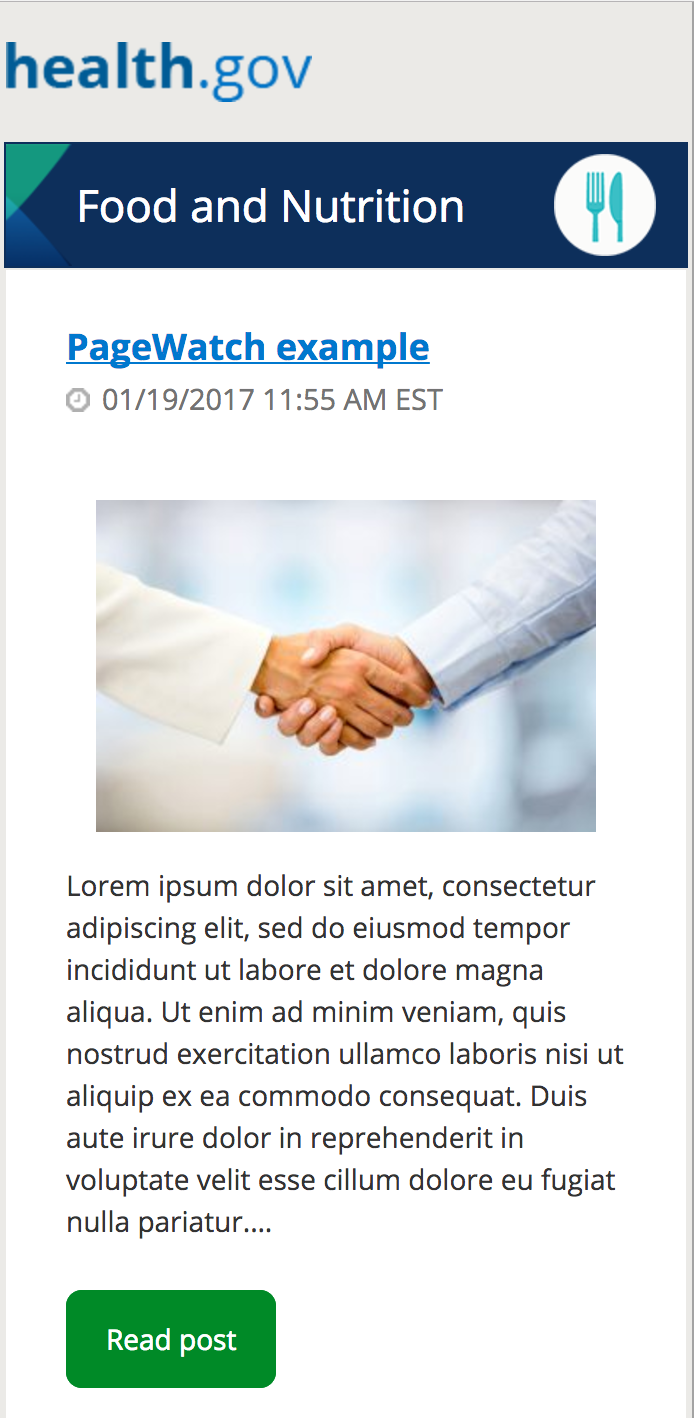 health.gov
Food and Nutrition
PageWatch example
01/19/2017 11:55 AM EST
Lorem ipsum dolor sit amet, consectetur
adipiscing elit, sed do eiusmod tempor
incididunt ut labore et dolore magna
aliqua. Ut enim ad minim veniam, quis
nostrud exercitation ullamco laboris nisi ut
aliquip ex ea commodo consequat. Duis
aute irure dolor in reprehenderit in
voluptate velit esse cillum dolore eu fugiat
nulla pariatur....
Read post